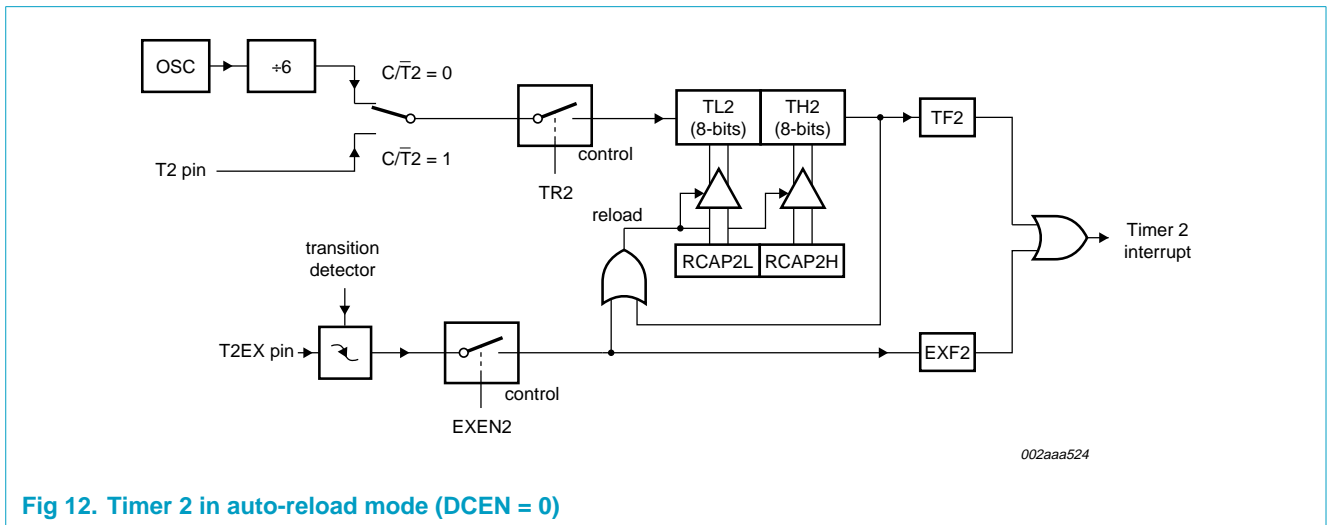 OSC
÷6
C/T̅2 = 0
C/T̅2 = 1
T2 pin
control
TR2
TL2
(8-bits)
TH2
(8-bits)
TF2
reload
RCAP2L
RCAP2H
Timer 2
interrupt
transition
detector
T2EX pin
control
EXEN2
EXF2
002aaa524
Fig 12. Timer 2 in auto-reload mode (DCEN = 0)